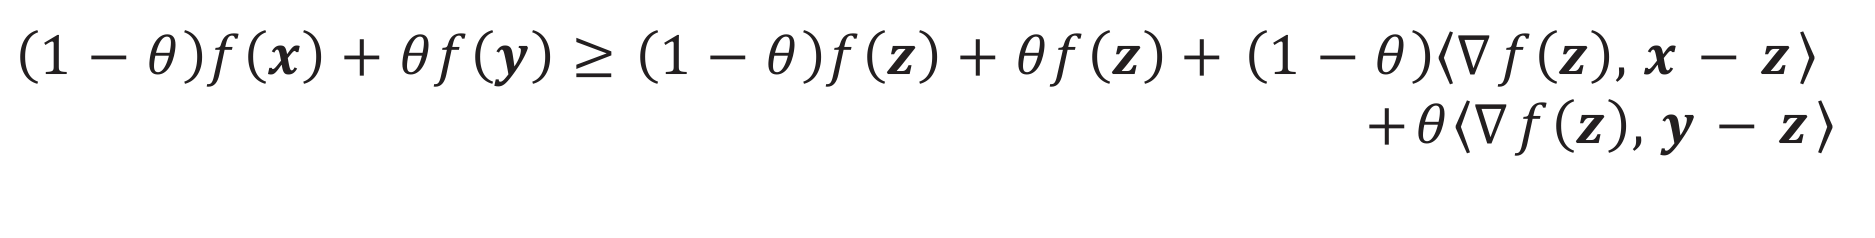 (1 − θ)f(x) + θf(y) ≥ (1 − θ)f(z) + θf(z) + (1 − θ)⟨∇f(z), x − z⟩
+θ⟨∇f(z), y − z⟩